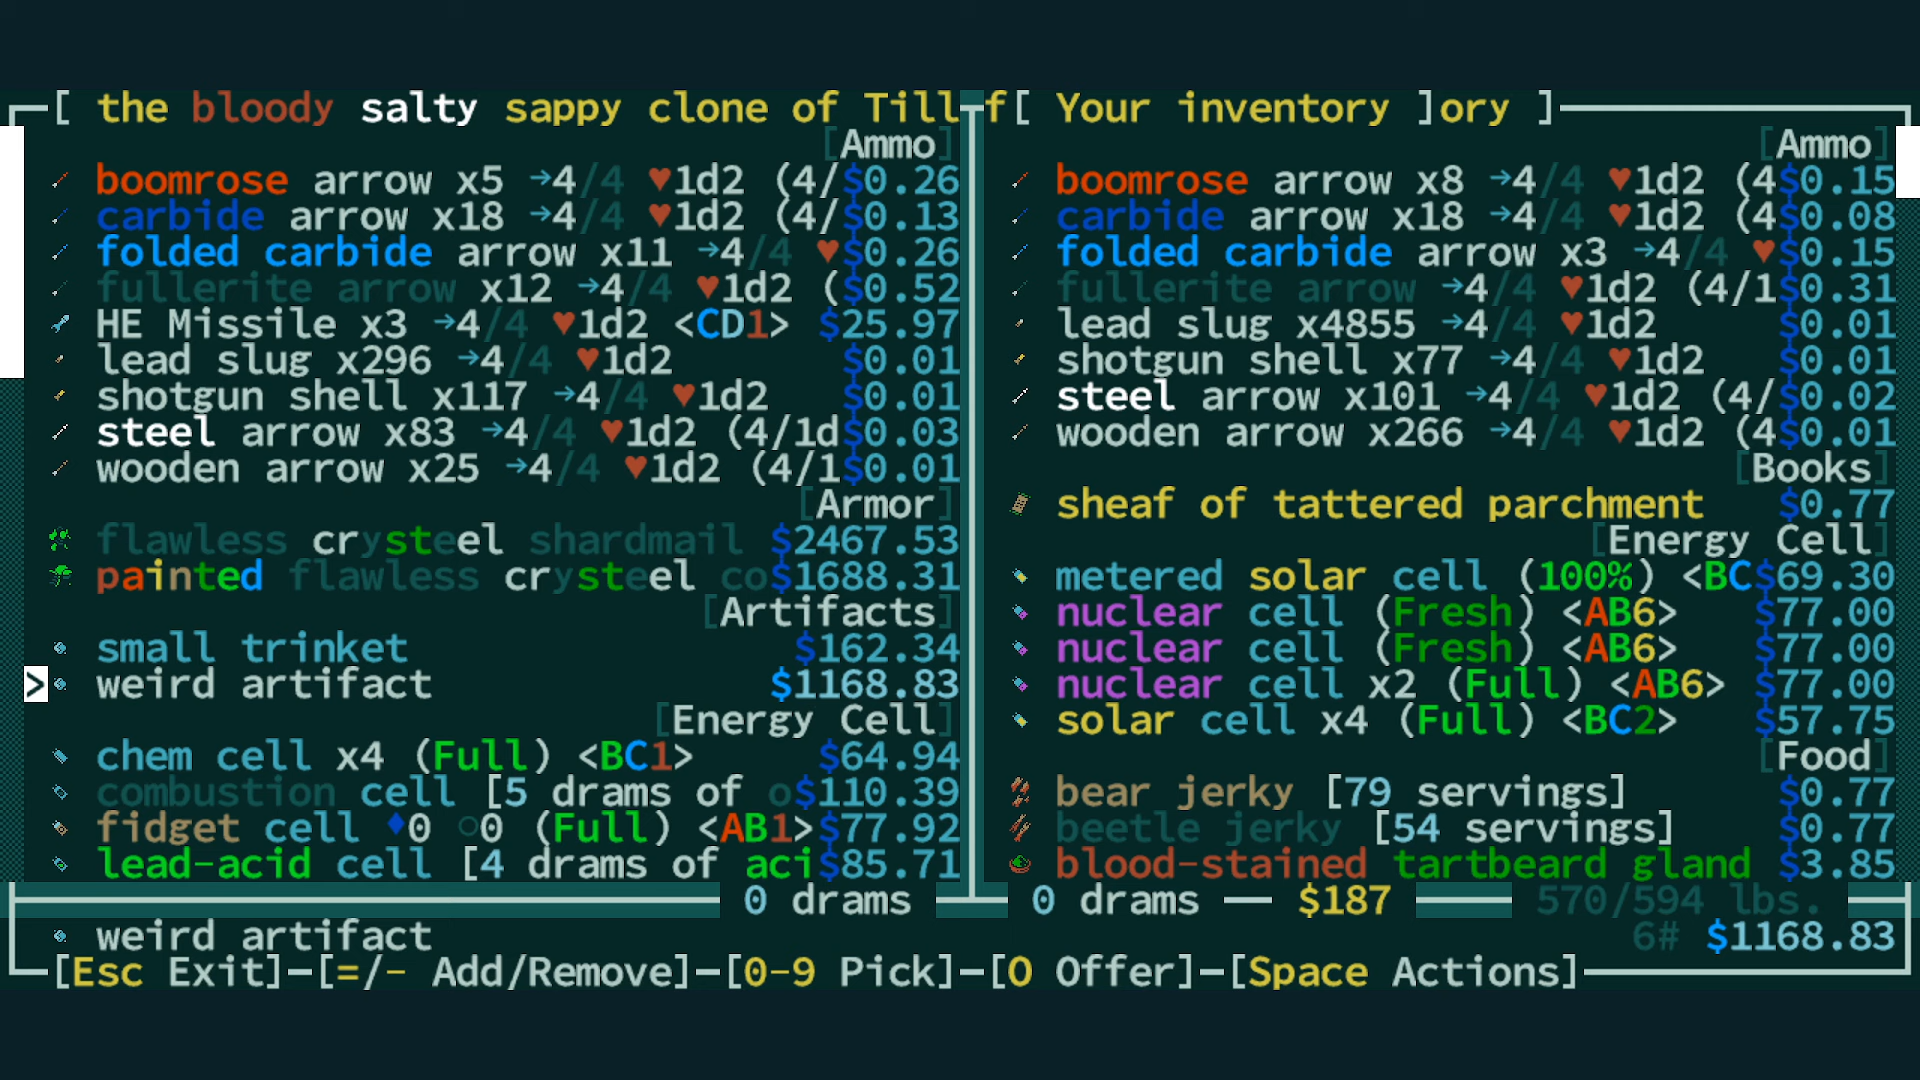 [ the bloody salty sappy clone of Till
[Ammo]
boomrose arrow x5 →4/4 ♥1d2 (4/$0.26
carbide arrow x18 →4/4 ♥1d2 (4/$0.13
folded carbide arrow x11 →4/4 ♥$0.26
fullerite arrow x12 →4/4 ♥1d2 ($0.52
HE Missile x3 →4/4 ♥1d2 <CD1> $25.97
lead slug x296 →4/4 ♥1d2 $0.01
shotgun shell x117 →4/4 ♥1d2 $0.01
steel arrow x83 →4/4 ♥1d2 (4/1d$0.03
wooden arrow x25 →4/4 ♥1d2 (4/1$0.01
[Armor]
flawless crysteel shardmail $2467.53
painted flawless crysteel co$1688.31
[Artifacts]
small trinket $162.34
> weird artifact $1168.83
[Energy Cell]
chem cell x4 (Full) <BC1> $64.94
combustion cell [5 drams of o$110.39
fidget cell ♦0 ○0 (Full) <AB1>$77.92
lead-acid cell [4 drams of aci$85.71
0 drams
f[ Your inventory ]ory ]
[Ammo]
boomrose arrow x8 →4/4 ♥1d2 (4$0.15
carbide arrow x18 →4/4 ♥1d2 (4$0.08
folded carbide arrow x3 →4/4 ♥$0.15
fullerite arrow →4/4 ♥1d2 (4/1$0.31
lead slug x4855 →4/4 ♥1d2 $0.01
shotgun shell x77 →4/4 ♥1d2 $0.01
steel arrow x101 →4/4 ♥1d2 (4/$0.02
wooden arrow x266 →4/4 ♥1d2 (4$0.01
[Books]
sheaf of tattered parchment $0.77
[Energy Cell]
metered solar cell (100%) <BC$69.30
nuclear cell (Fresh) <AB6> $77.00
nuclear cell (Fresh) <AB6> $77.00
nuclear cell x2 (Full) <AB6> $77.00
solar cell x4 (Full) <BC2> $57.75
[Food]
bear jerky [79 servings] $0.77
beetle jerky [54 servings] $0.77
blood-stained tartbeard gland $3.85
0 drams — $187 570/594 lbs.
weird artifact 6# $1168.83
[Esc Exit]-[=/- Add/Remove]-[0-9 Pick]-[O Offer]-[Space Actions]